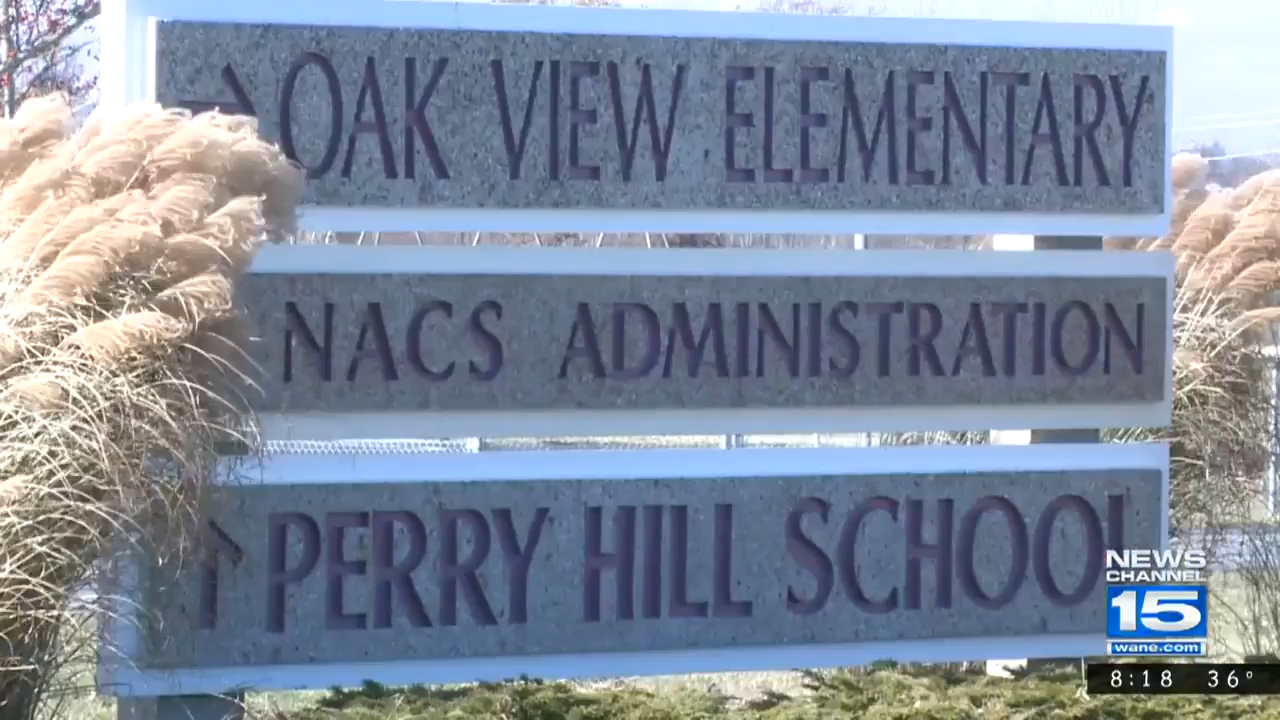 OAK VIEW ELEMENTARY
NACS ADMINISTRATION
PERRY HILL SCHOOL
NEWS
CHANNEL
15
wane.com
8:18 36°